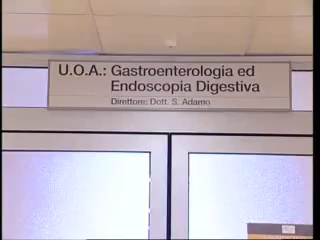 U.O.A.: Gastroenterologia ed
Endoscopia Digestiva
Direttore: Dott. S. Adamo